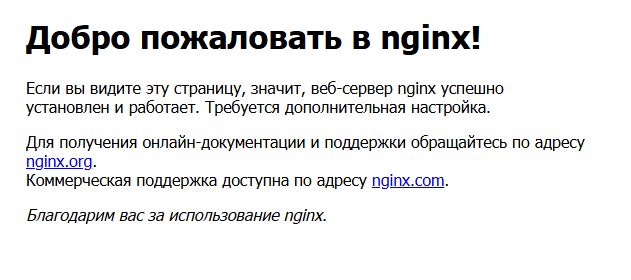 Добро пожаловать в nginx!
Если вы видите эту страницу, значит, веб-сервер nginx успешно
установлен и работает. Требуется дополнительная настройка.
Для получения онлайн-документации и поддержки обращайтесь по адресу
nginx.org.
Коммерческая поддержка доступна по адресу nginx.com.
Благодарим вас за использование nginx.